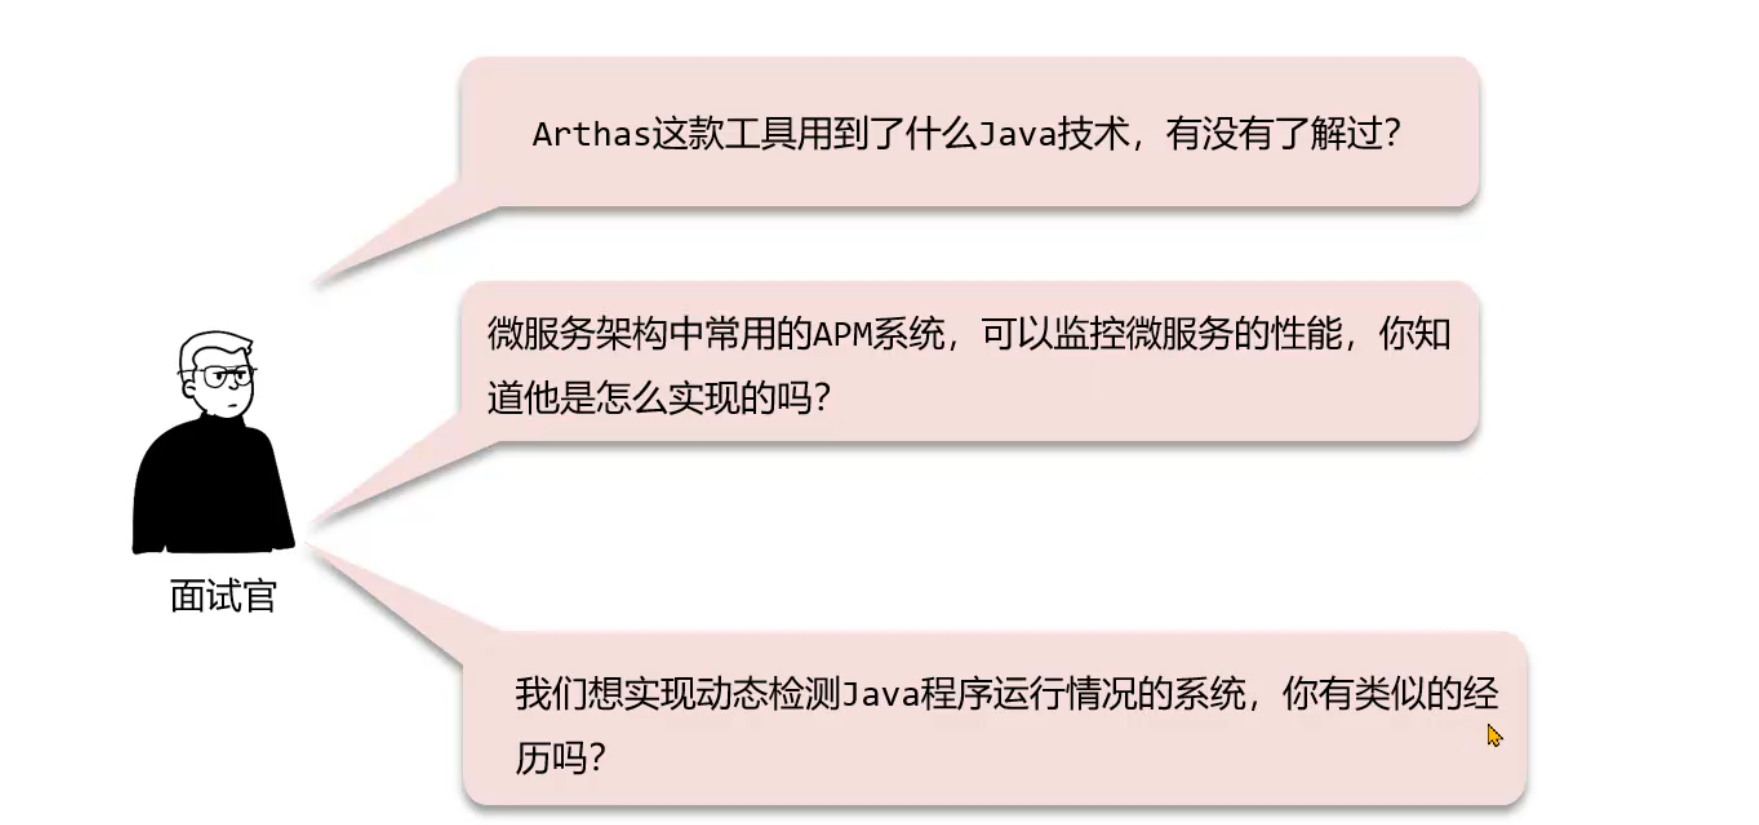 Arthas这款工具用到了什么Java技术，有没有了解过？
微服务架构中常用的APM系统，可以监控微服务的性能，你知
道他是怎么实现的吗？
面试官
我们想实现动态检测Java程序运行情况的系统，你有类似的经
历吗？